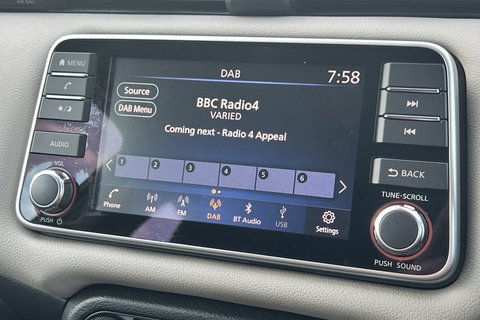 MENU
AUDIO
VOL
PUSH
DAB
7:58
Source
DAB Menu
BBC Radio4
VARIED
Coming next - Radio 4 Appeal
1 2 3 4 5 6
Phone
AM
FM
DAB
BT Audio
USB
Settings
BACK
TUNE·SCROLL
PUSH SOUND